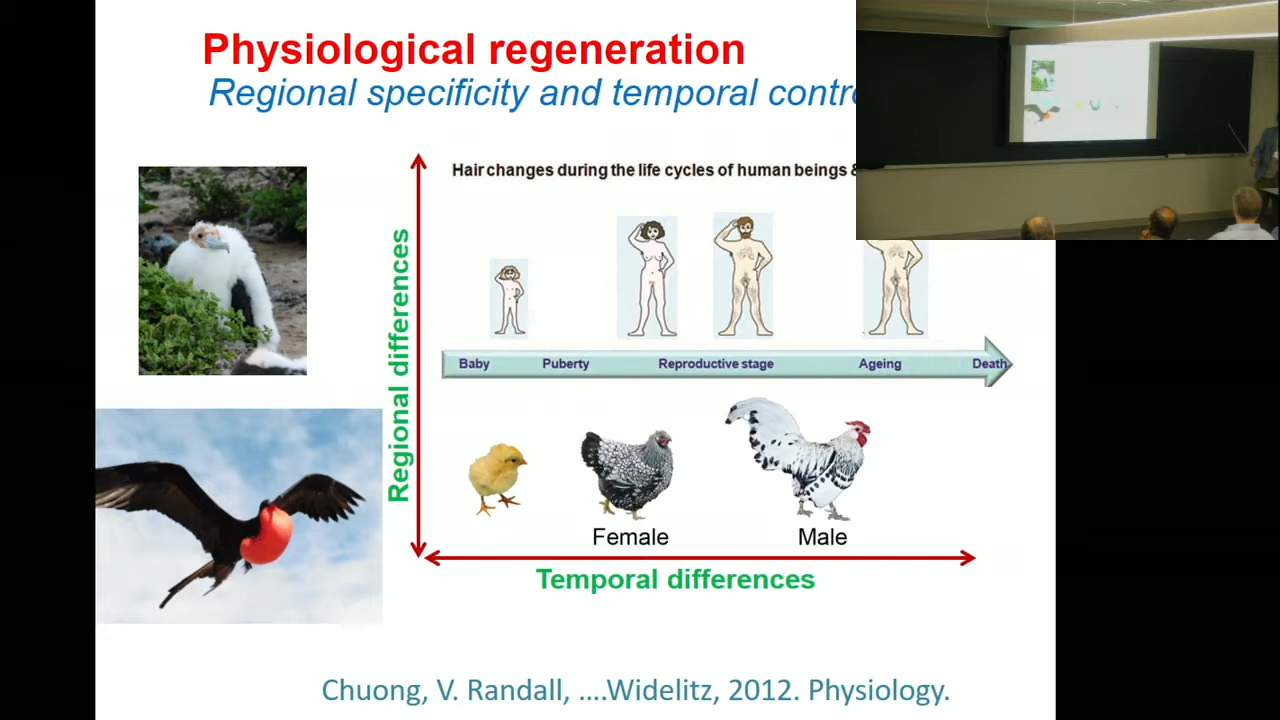 Physiological regeneration
Regional specificity and temporal
Hair changes during the life cycles of human beings &
Regional differences
Baby Puberty Reproductive stage Ageing Death
Female Male
Temporal differences
Chuong, V. Randall, ....Widelitz, 2012. Physiology.